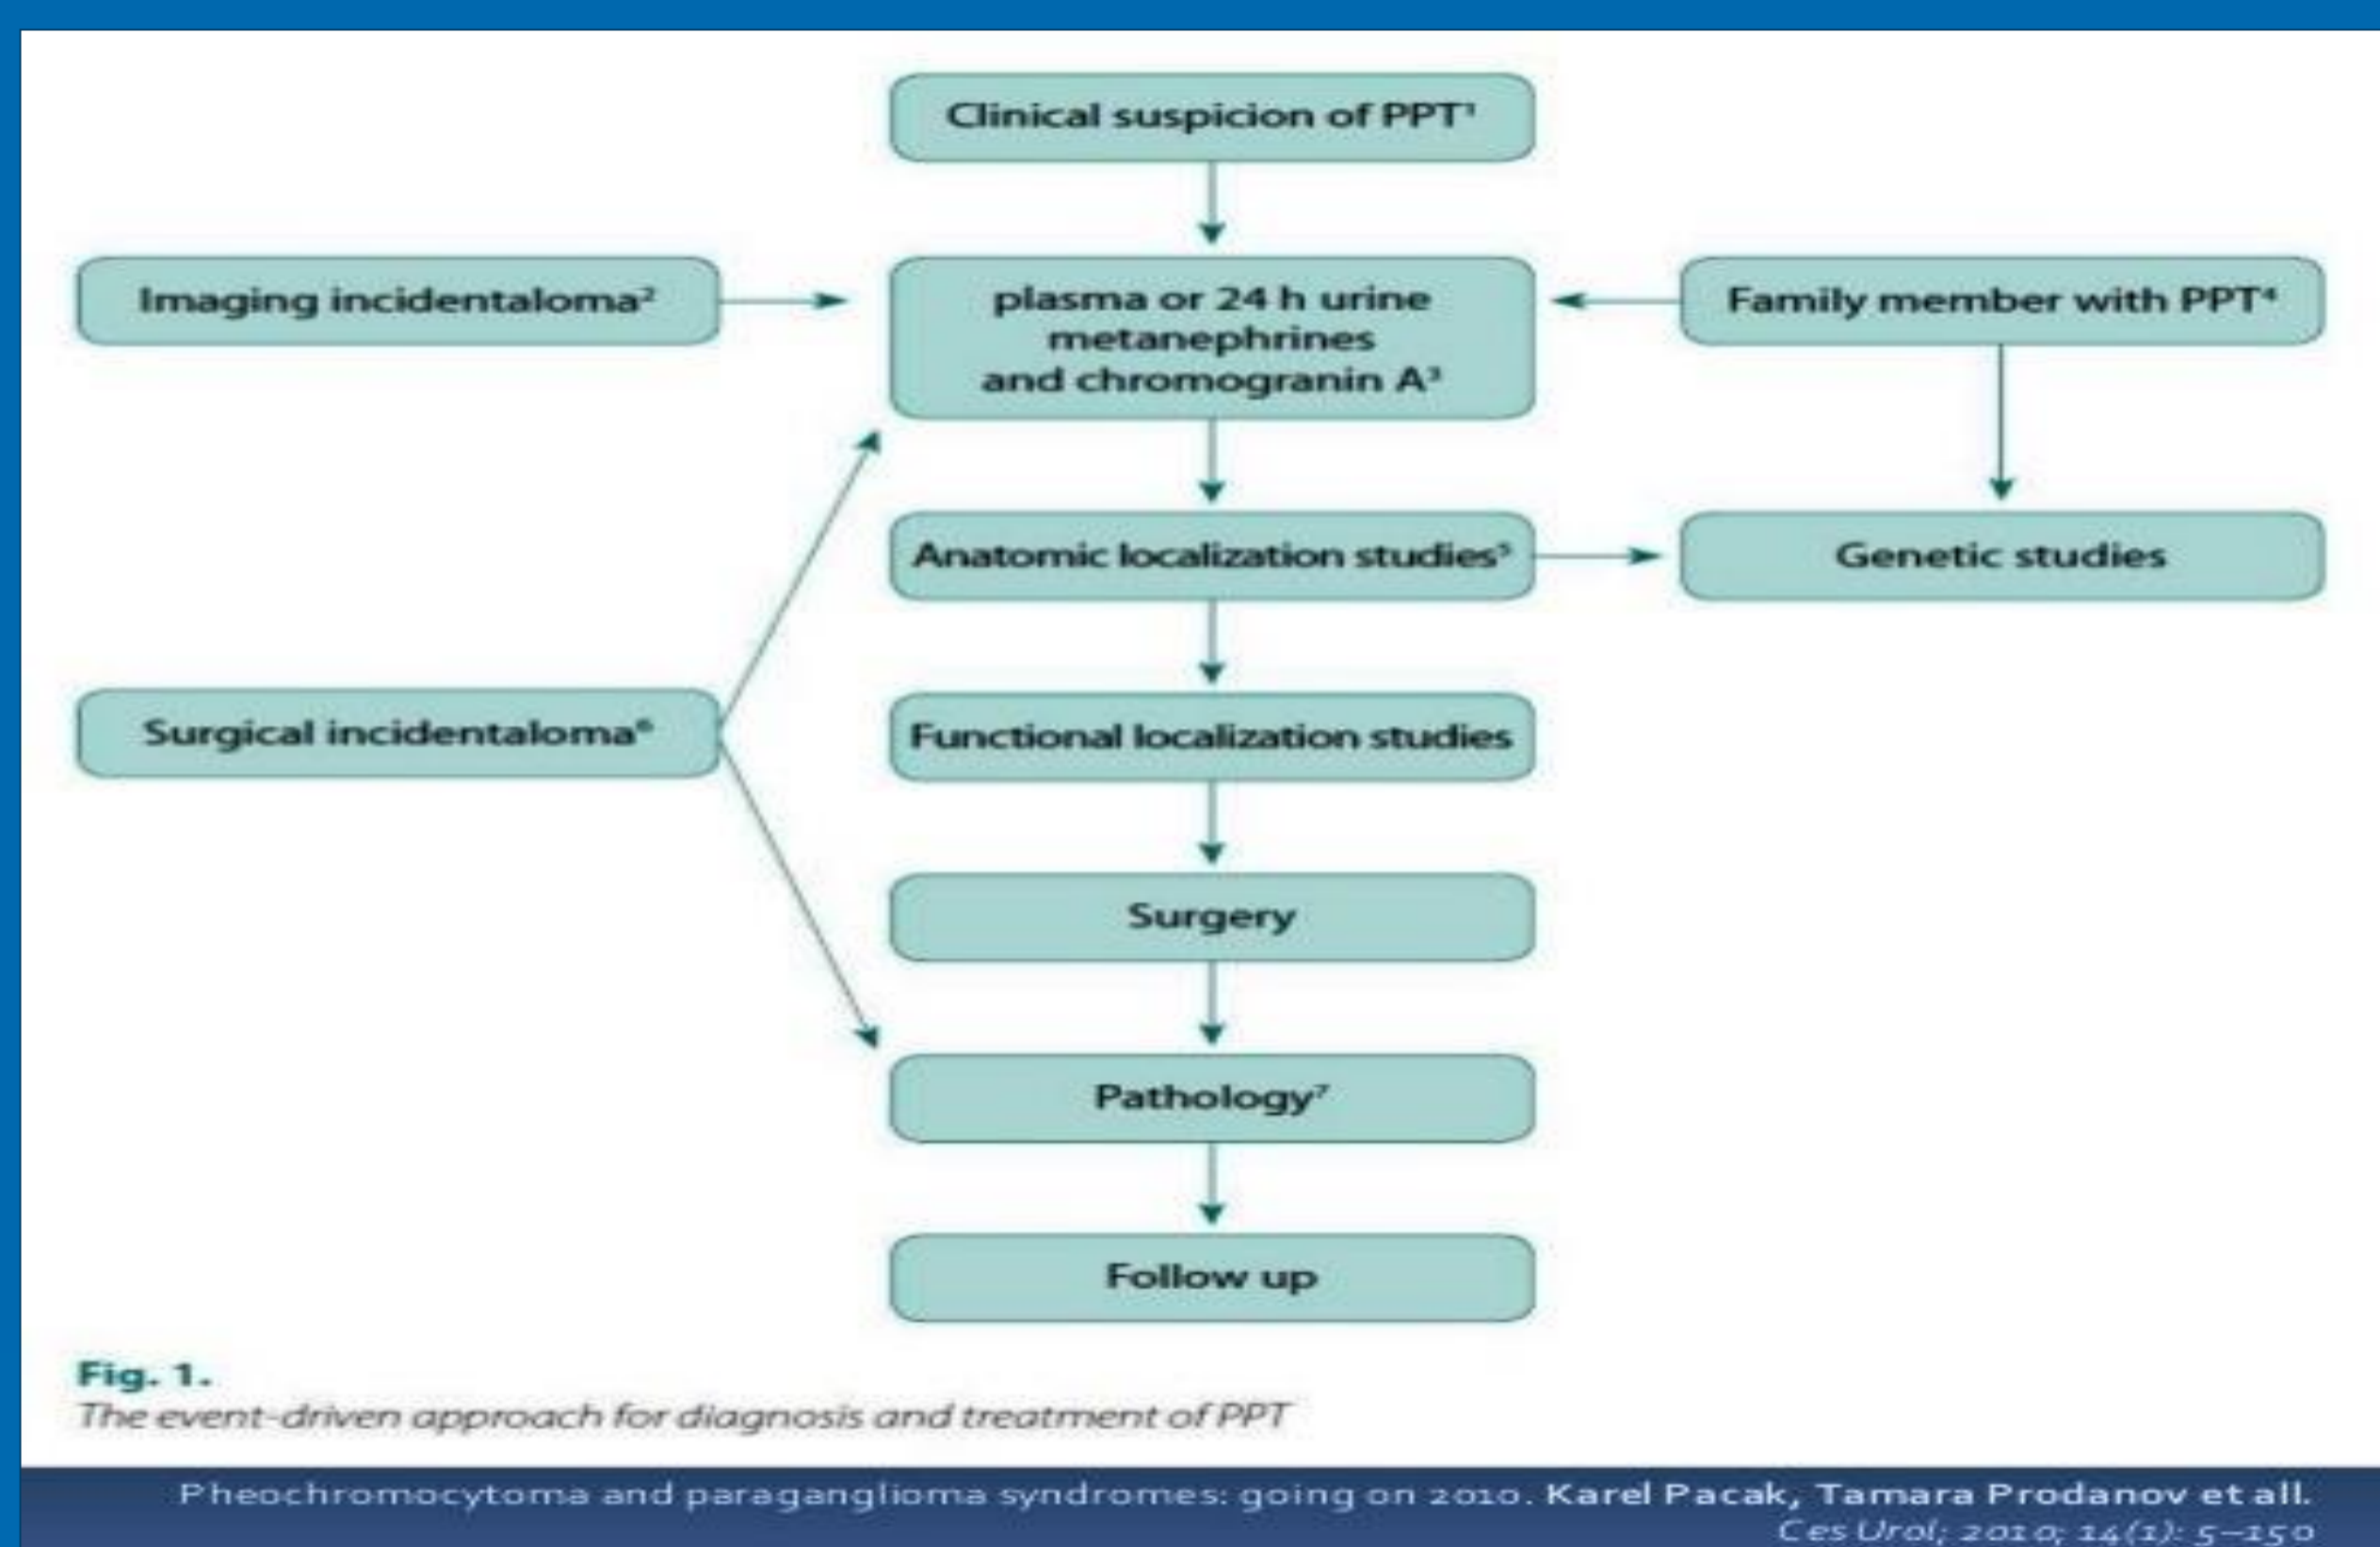 Clinical suspicion of PPT¹
Imaging incidentaloma²
plasma or 24 h urine
metanephrines
and chromogranin A³
Family member with PPT⁴
Anatomic localization studies⁵
Genetic studies
Surgical incidentaloma⁶
Functional localization studies
Surgery
Pathology⁷
Follow up
Fig. 1.
The event-driven approach for diagnosis and treatment of PPT
Pheochromocytoma and paraganglioma syndromes: going on 2010. Karel Pacak, Tamara Prodanov et all.
Ces Urol; 2010; 14(1): 5–150